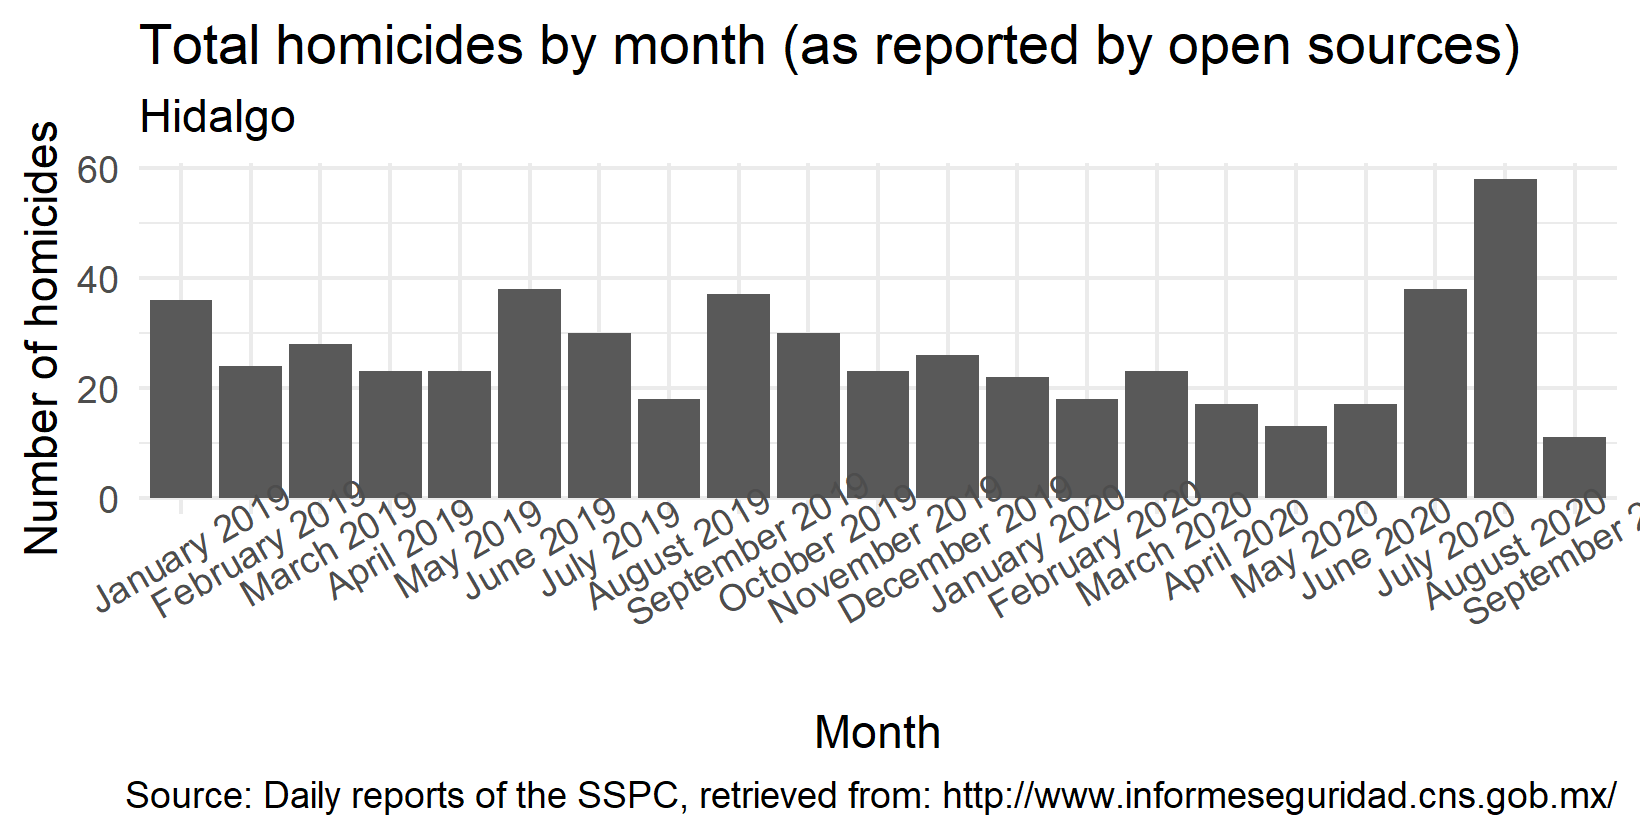 Total homicides by month (as reported by open sources)
Hidalgo
Number of homicides
60
40
20
0
January 2019
February 2019
March 2019
April 2019
May 2019
June 2019
July 2019
August 2019
September 2019
October 2019
November 2019
December 2019
January 2020
February 2020
March 2020
April 2020
May 2020
June 2020
July 2020
August 2020
September 2
Month
Source: Daily reports of the SSPC, retrieved from: http://www.informeseguridad.cns.gob.mx/